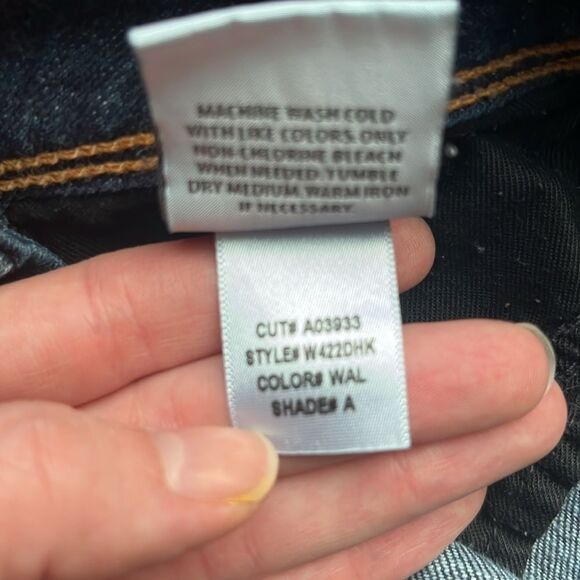 MACHINE WASH COLD
WITH LIKE COLORS. ONLY
NON-CHLORINE BLEACH
WHEN NEEDED. TUMBLE
DRY MEDIUM. WARM IRON
IF NECESSARY.
CUT# A03933
STYLE# W422DHK
COLOR# WAL
SHADE# A